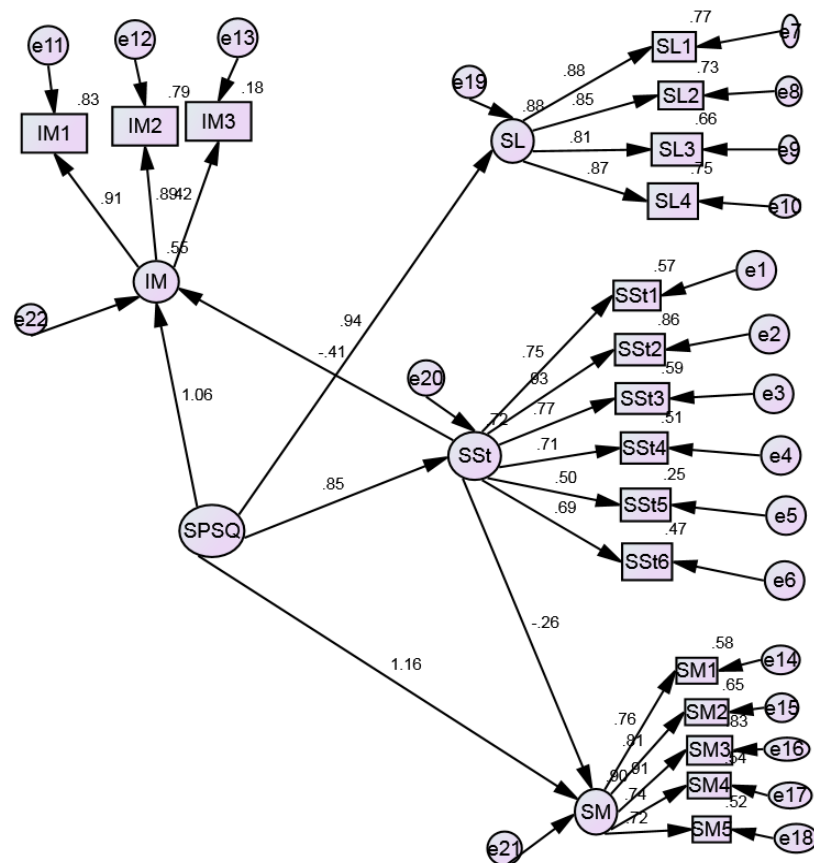 e11
e12
e13
.83
.79
.18
IM1
IM2
IM3
.91
.89
.42
.55
IM
e22
1.06
SPSQ
.94
.85
-.41
1.16
-.26
e19
.88
SL
.88
.85
.81
.87
.77
SL1
e7
.73
SL2
e8
.66
SL3
e9
.75
SL4
e10
e20
.72
SSt
.75
.93
.77
.71
.50
.69
.57
SSt1
e1
.86
SSt2
e2
.59
SSt3
e3
.51
SSt4
e4
.25
SSt5
e5
.47
SSt6
e6
e21
.90
SM
.76
.81
.91
.74
.72
.58
SM1
e14
.65
SM2
e15
.83
SM3
e16
.54
SM4
e17
.52
SM5
e18